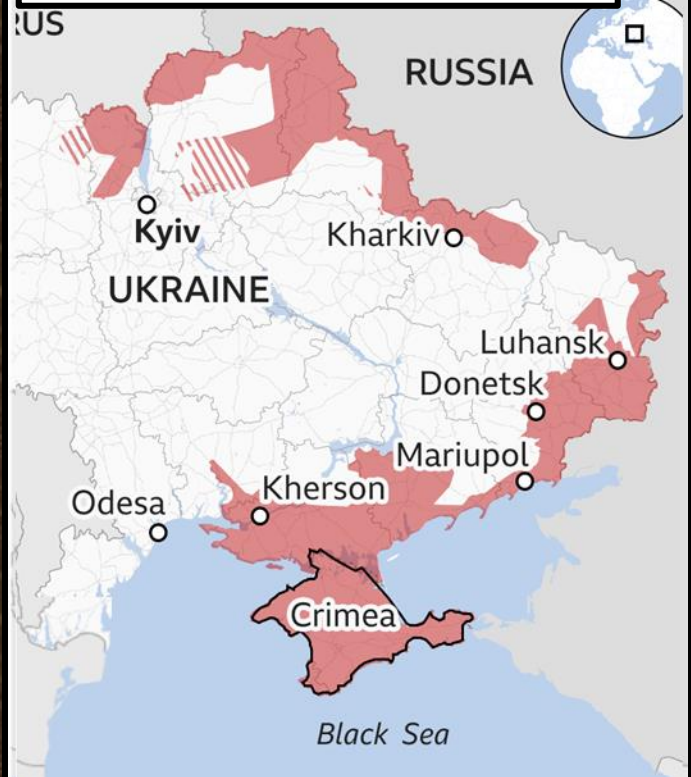 RUS
RUSSIA
Kyiv
Kharkiv
UKRAINE
Luhansk
Donetsk
Mariupol
Kherson
Odesa
Crimea
Black Sea